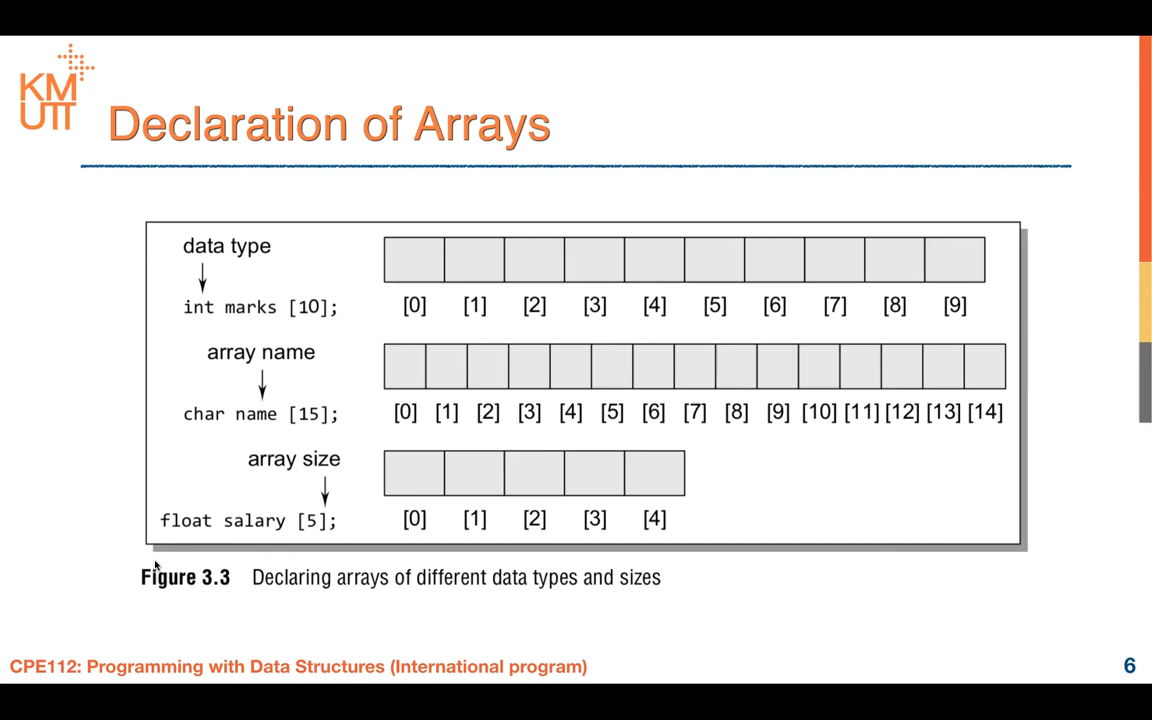 KM
UTT
Declaration of Arrays
data type
int marks [10];
[0] [1] [2] [3] [4] [5] [6] [7] [8] [9]
array name
char name [15];
[0] [1] [2] [3] [4] [5] [6] [7] [8] [9] [10] [11] [12] [13] [14]
array size
float salary [5];
[0] [1] [2] [3] [4]
Figure 3.3 Declaring arrays of different data types and sizes
CPE112: Programming with Data Structures (International program)
6